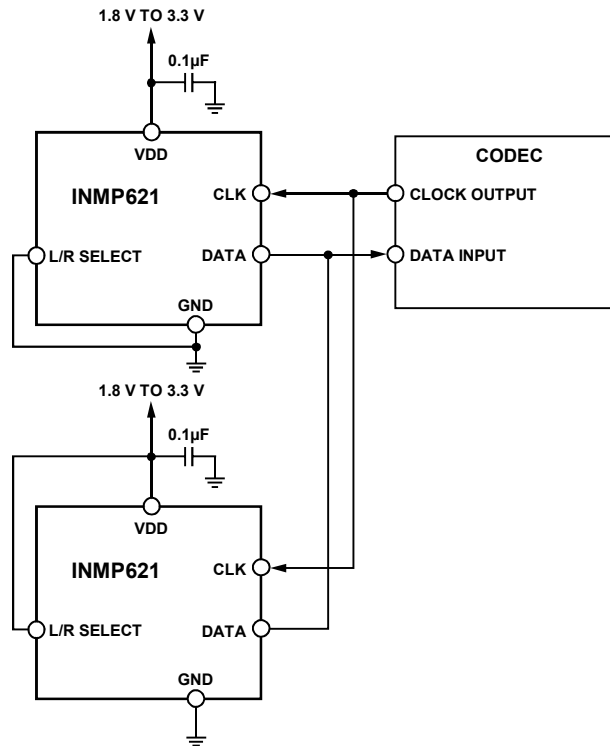 1.8 V TO 3.3 V
0.1µF
VDD
CODEC
INMP621
CLK
CLOCK OUTPUT
L/R SELECT
DATA
DATA INPUT
GND
1.8 V TO 3.3 V
0.1µF
VDD
INMP621
CLK
L/R SELECT
DATA
GND